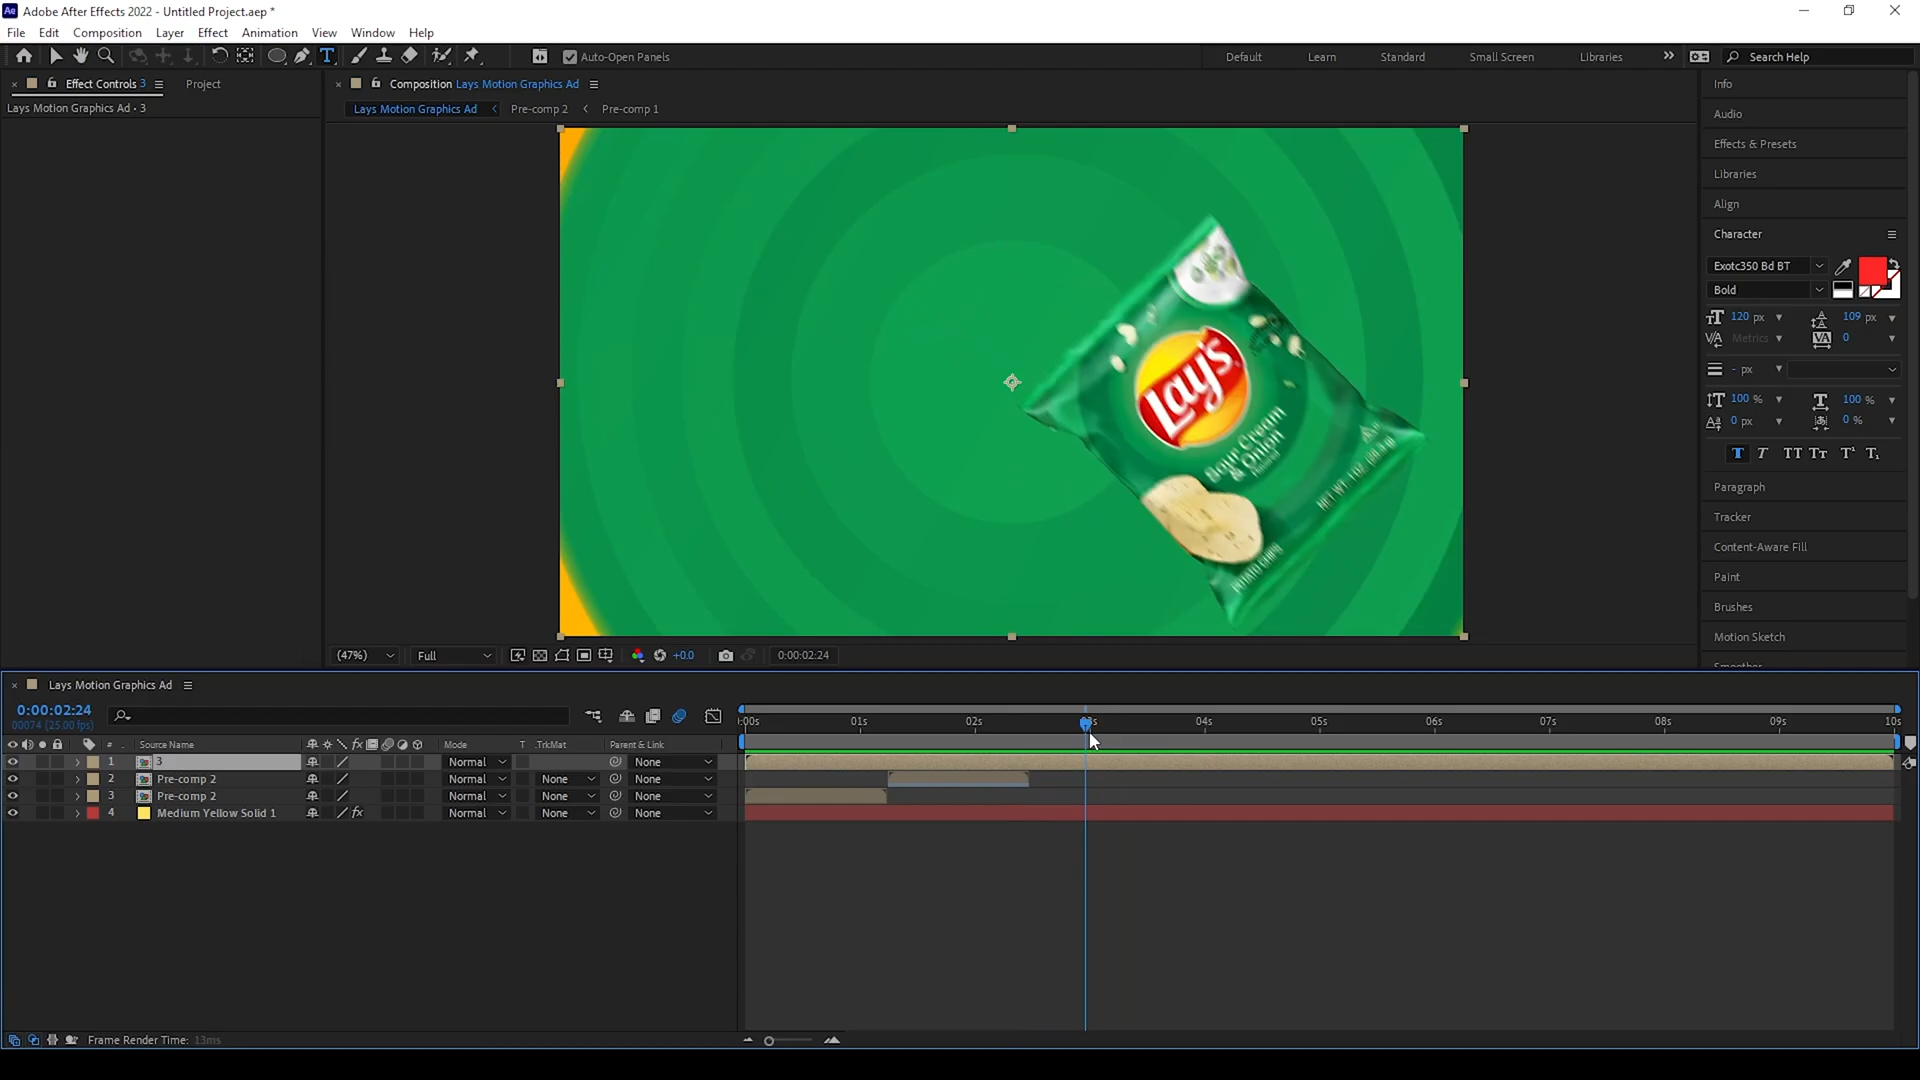 Adobe After Effects 2022 - Untitled Project.aep *
File Edit Composition Layer Effect Animation View Window Help
Auto-Open Panels
Default Learn Standard Small Screen Libraries
Search Help
Effect Controls 3
Project
Composition Lays Motion Graphics Ad
Lays Motion Graphics Ad • 3
Lays Motion Graphics Ad
Pre-comp 2
Pre-comp 1
Info
Audio
Effects & Presets
Libraries
Align
Character
Exotc350 Bd BT
Bold
120 px
109 px
Metrics
0
- px
100 %
100 %
0 px
0 %
Paragraph
Tracker
Content-Aware Fill
Paint
Brushes
Motion Sketch
Lay's
Sour Cream
& Onion
POTATO CHIPS
(47%)
Full
+0.0
0:00:02:24
Lays Motion Graphics Ad
0:00:02:24
00074 (25.00 fps)
:00s 01s 02s 03s 04s 05s 06s 07s 08s 09s 10s
# Source Name Mode T .TrkMat Parent & Link
1 3 Normal None
2 Pre-comp 2 Normal None None
3 Pre-comp 2 Normal None None
4 Medium Yellow Solid 1 Normal None None
Frame Render Time: 13ms